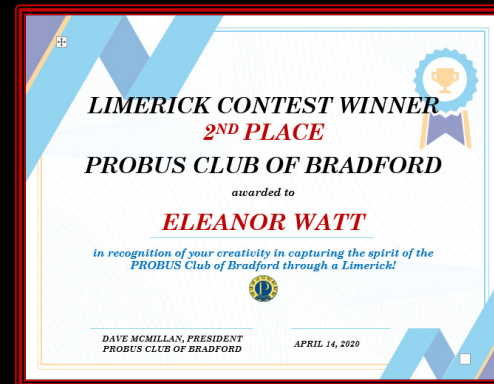 LIMERICK CONTEST WINNER
2ND PLACE
PROBUS CLUB OF BRADFORD
awarded to
ELEANOR WATT
in recognition of your creativity in capturing the spirit of the
PROBUS Club of Bradford through a Limerick!
P
DAVE MCMILLAN, PRESIDENT
PROBUS CLUB OF BRADFORD
APRIL 14, 2020